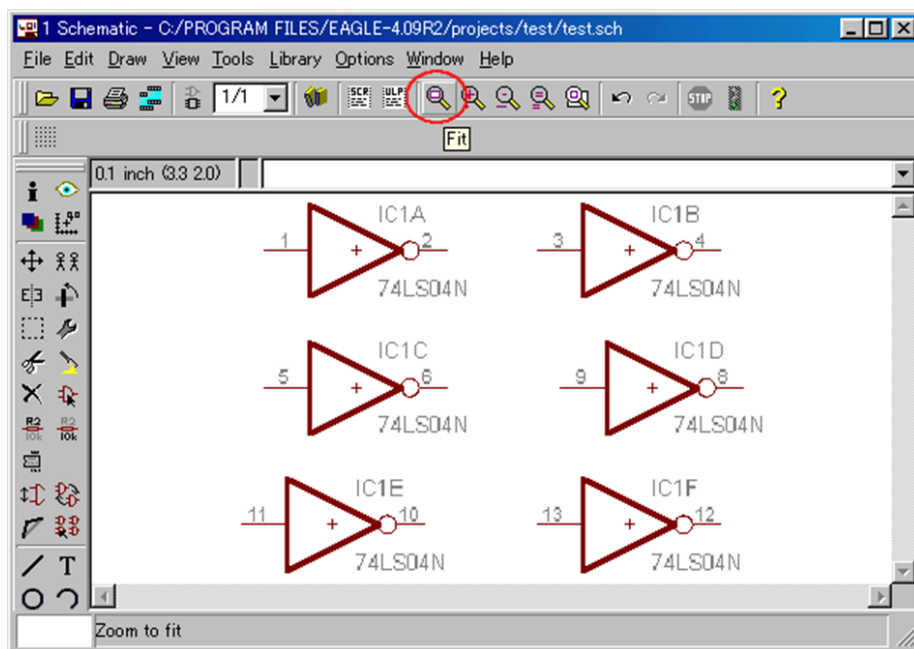 1 Schematic - C:/PROGRAM FILES/EAGLE-4.09R2/projects/test/test.sch
File Edit Draw View Tools Library Options Window Help
1/1 SCR ULP STOP ?
Fit
0.1 inch (3.3 2.0)
IC1A IC1B
1 2 3 4
74LS04N 74LS04N
IC1C IC1D
5 6 9 8
74LS04N 74LS04N
R2 R2
10k 10k
IC1E IC1F
11 10 13 12
74LS04N 74LS04N
T
Zoom to fit